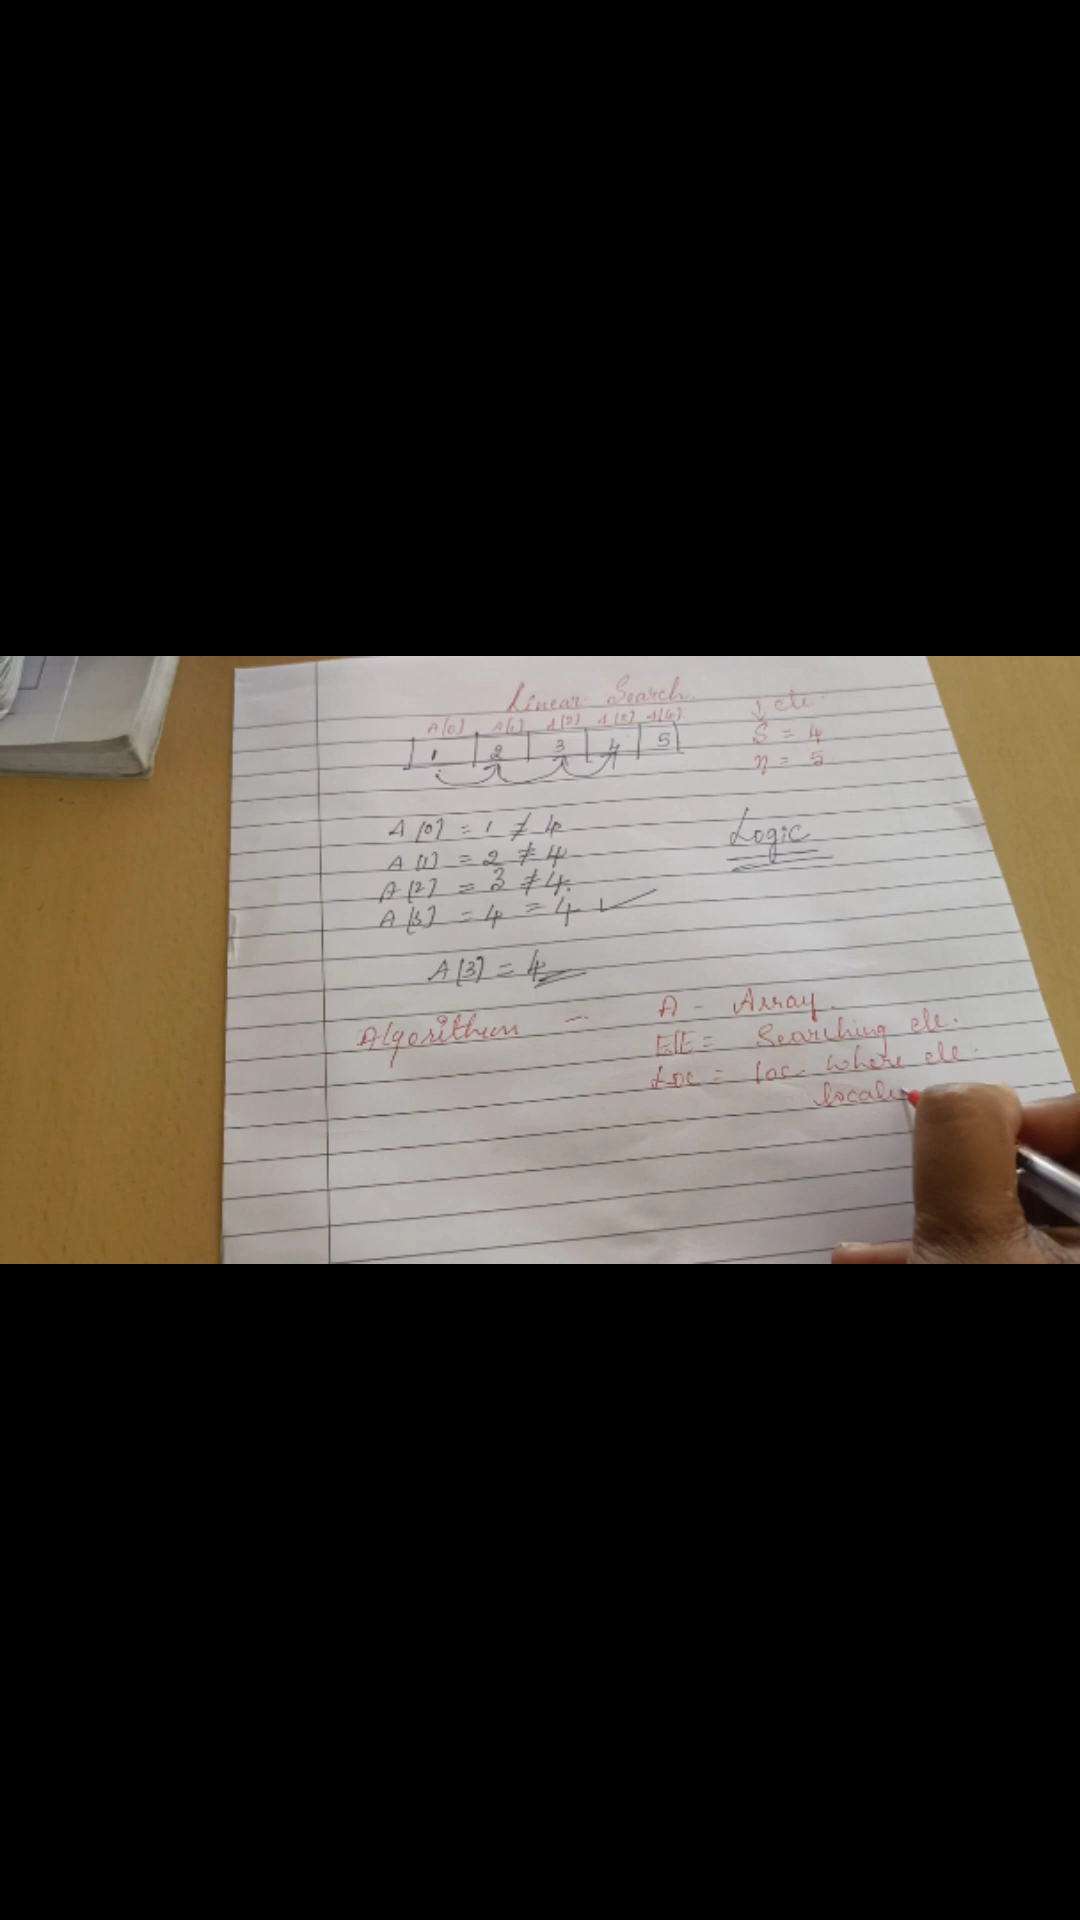 Linear Search.
A[0] A[1] A[2] A[3] A[4]
1 2 3 4 5
↓ ele.
S = 4
n = 5
A[0] = 1 ≠ 4
A[1] = 2 ≠ 4
A[2] = 3 ≠ 4.
A[3] = 4 = 4 ✓
Logic
A[3] = 4
Algorithm -
A - Array.
ELE = Searching ele.
Loc = loc. where ele.
locate